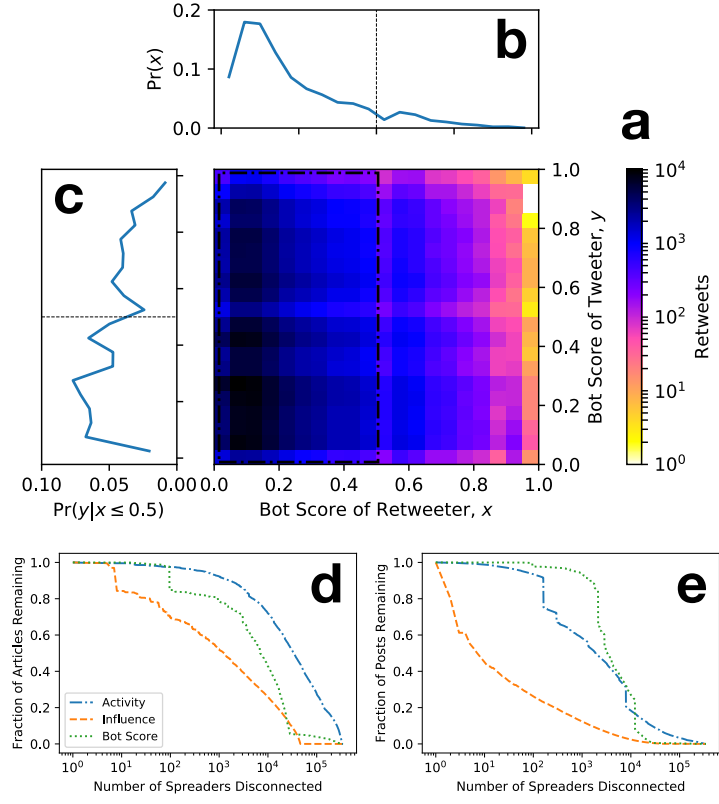 b
0.2
0.1
0.0
Pr(x)
a
c
0.10
0.05
0.00
Pr(y|x ≤ 0.5)
0.0
0.2
0.4
0.6
0.8
1.0
Bot Score of Retweeter, x
1.0
0.8
0.6
0.4
0.2
0.0
Bot Score of Tweeter, y
10⁴
10³
10²
10¹
10⁰
Retweets
d
1.0
0.8
0.6
0.4
0.2
0.0
Fraction of Articles Remaining
Activity
Influence
Bot Score
10⁰
10¹
10²
10³
10⁴
10⁵
Number of Spreaders Disconnected
e
1.0
0.8
0.6
0.4
0.2
0.0
Fraction of Posts Remaining
10⁰
10¹
10²
10³
10⁴
10⁵
Number of Spreaders Disconnected